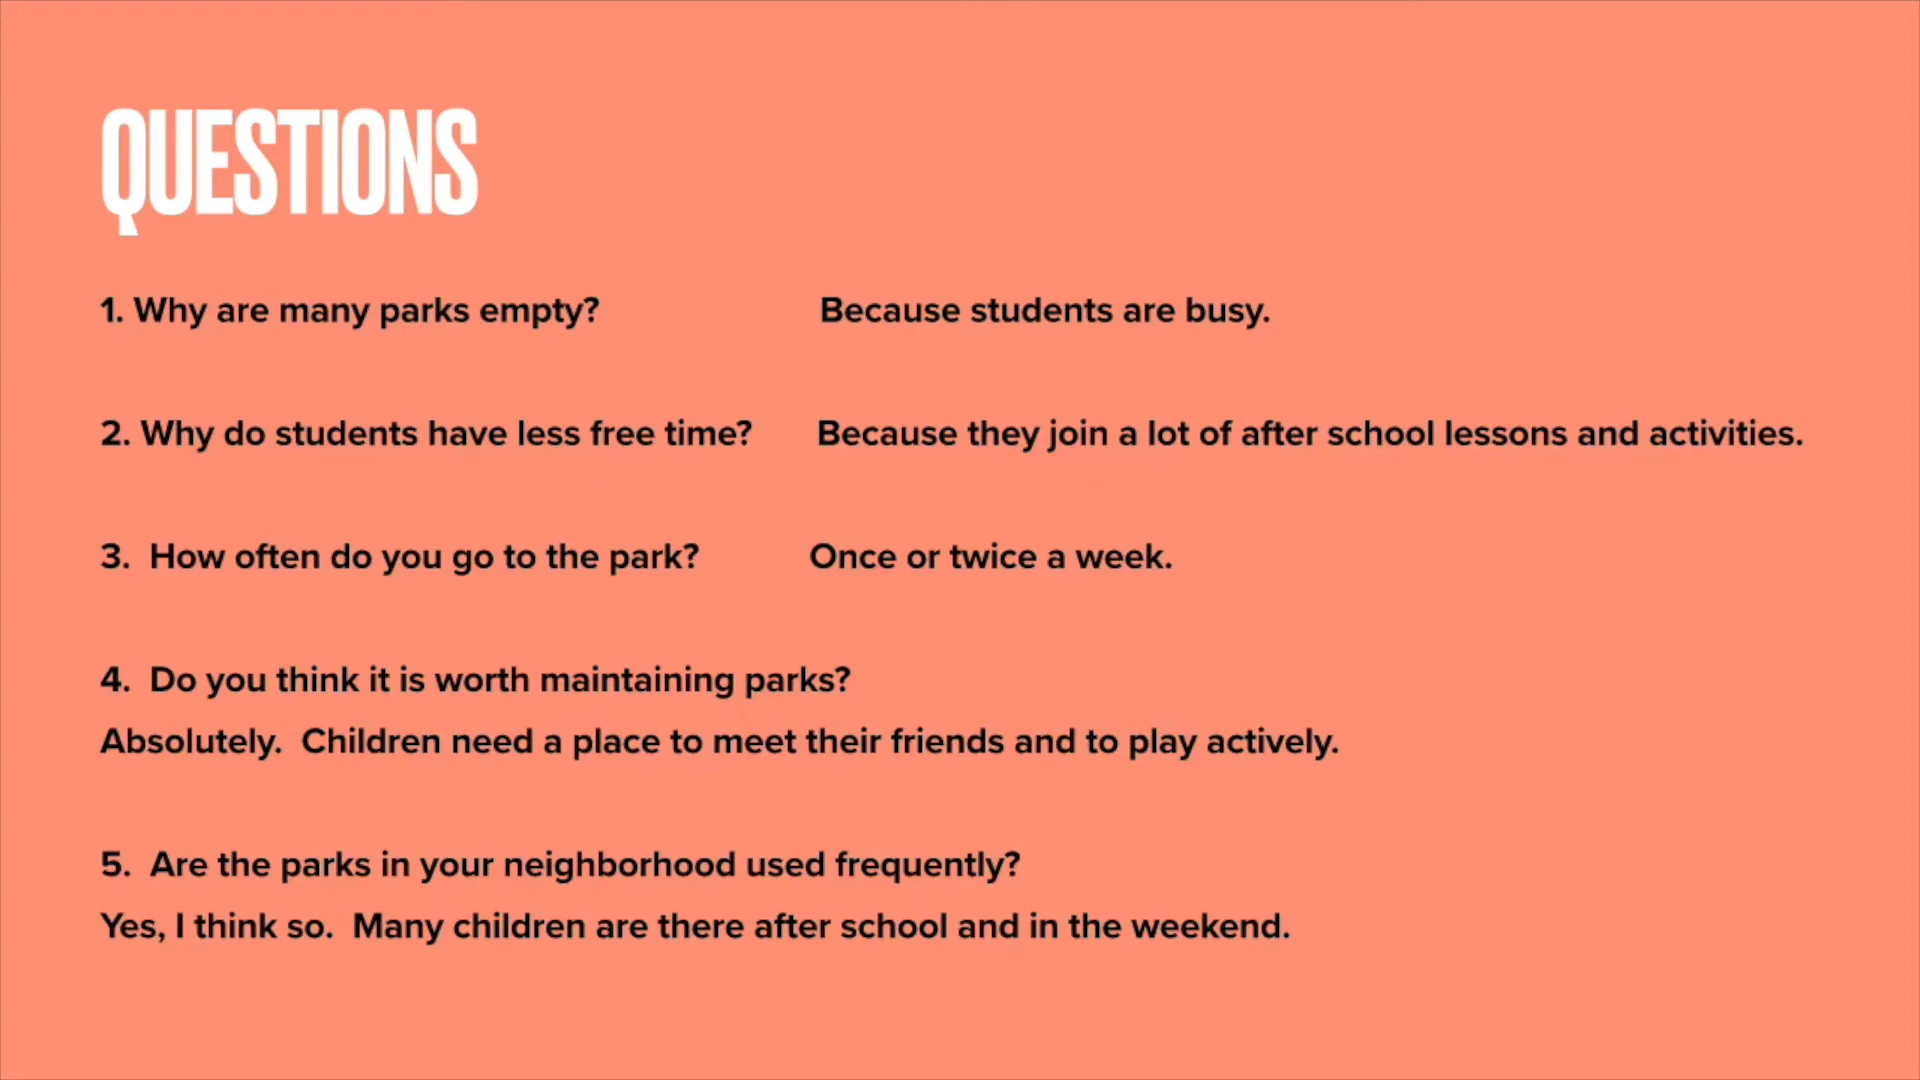 QUESTIONS
1. Why are many parks empty? Because students are busy.
2. Why do students have less free time? Because they join a lot of after school lessons and activities.
3. How often do you go to the park? Once or twice a week.
4. Do you think it is worth maintaining parks?
Absolutely. Children need a place to meet their friends and to play actively.
5. Are the parks in your neighborhood used frequently?
Yes, I think so. Many children are there after school and in the weekend.